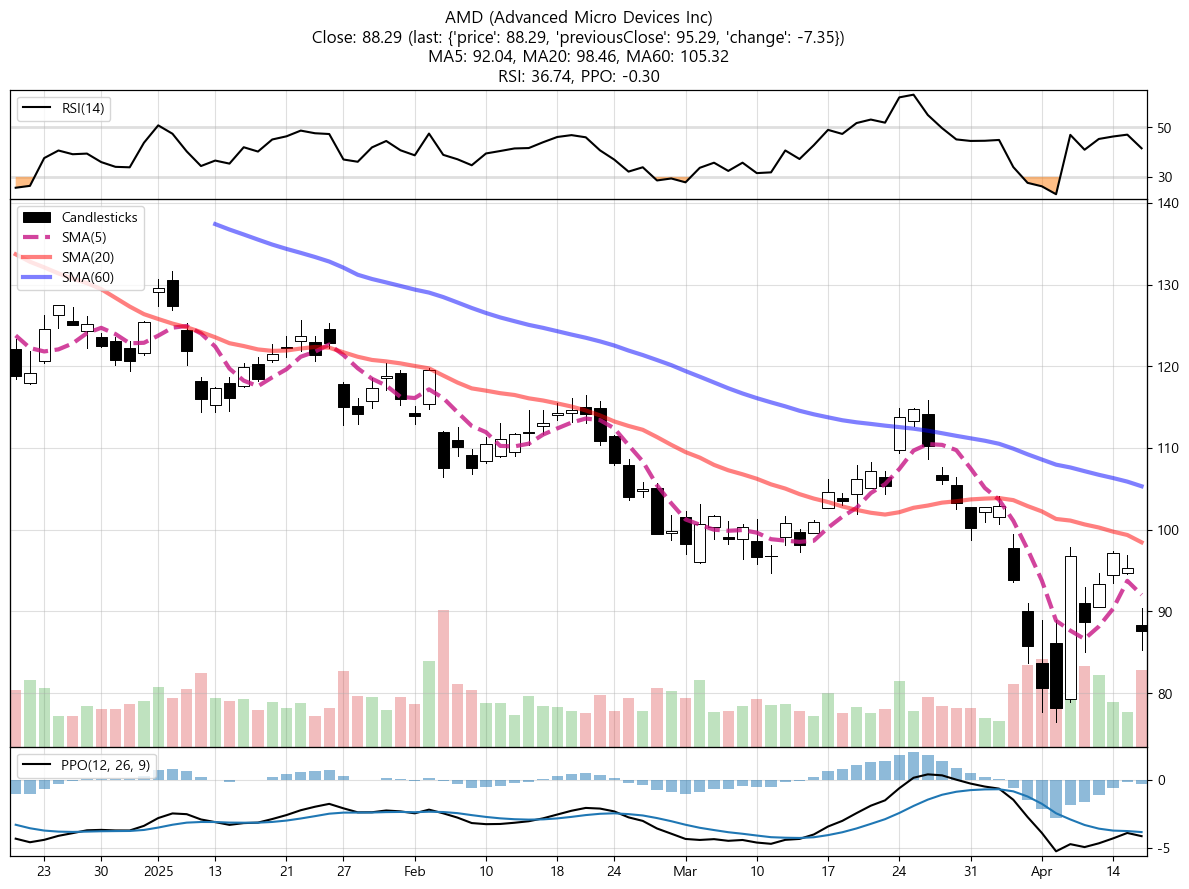 AMD (Advanced Micro Devices Inc)
Close: 88.29 (last: {'price': 88.29, 'previousClose': 95.29, 'change': -7.35})
MA5: 92.04, MA20: 98.46, MA60: 105.32
RSI: 36.74, PPO: -0.30
RSI(14)
50
30
Candlesticks
SMA(5)
SMA(20)
SMA(60)
140
130
120
110
100
90
80
PPO(12, 26, 9)
0
-5
23 30 2025 13 21 27 Feb 10 18 24 Mar 10 17 24 31 Apr 14